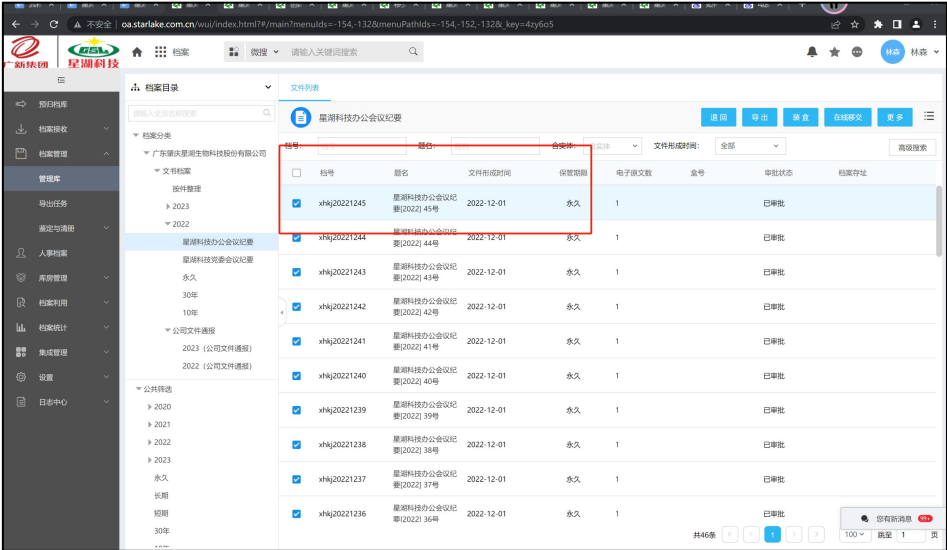 不安全 oa.starlake.com.cn/wui/index.html?#/main?menuIds=-154,-132&menuPathIds=-154,-152,-132&_key=4zy6o5
广新集团
GSL
星湖科技
档案
微搜
请输入关键词搜索
林森
林森
预归档库
档案接收
档案管理
管理库
导出任务
鉴定与清册
人事档案
库房管理
档案利用
档案统计
集成管理
设置
日志中心
档案目录
档案分类
广东肇庆星湖生物科技股份有限公司
文书档案
按件整理
2023
2022
星湖科技办公会议纪要
星湖科技党委会议纪要
永久
30年
10年
公司文件通报
2023（公司文件通报）
2022（公司文件通报）
公共筛选
2020
2021
2022
2023
永久
长期
短期
30年
文件列表
星湖科技办公会议纪要
退回 导出 装盒 在线移交 更多
档号: 题名: 含实体: 文件形成时间: 全部 高级搜索
档号 题名 文件形成时间 保管期限 电子原文数 盒号 审批状态 档案存址
xhkj20221245 星湖科技办公会议纪要[2022] 45号 2022-12-01 永久 1 已审批
xhkj20221244 星湖科技办公会议纪要[2022] 44号 2022-12-01 永久 1 已审批
xhkj20221243 星湖科技办公会议纪要[2022] 43号 2022-12-01 永久 1 已审批
xhkj20221242 星湖科技办公会议纪要[2022] 42号 2022-12-01 永久 1 已审批
xhkj20221241 星湖科技办公会议纪要[2022] 41号 2022-12-01 永久 1 已审批
xhkj20221240 星湖科技办公会议纪要[2022] 40号 2022-12-01 永久 1 已审批
xhkj20221239 星湖科技办公会议纪要[2022] 39号 2022-12-01 永久 1 已审批
xhkj20221238 星湖科技办公会议纪要[2022] 38号 2022-12-01 永久 1 已审批
xhkj20221237 星湖科技办公会议纪要[2022] 37号 2022-12-01 永久 1 已审批
xhkj20221236 星湖科技办公会议纪要[2022] 36号 2022-12-01 永久 1 已审批
您有新消息 99+
共46条 1 100 跳至 1 页